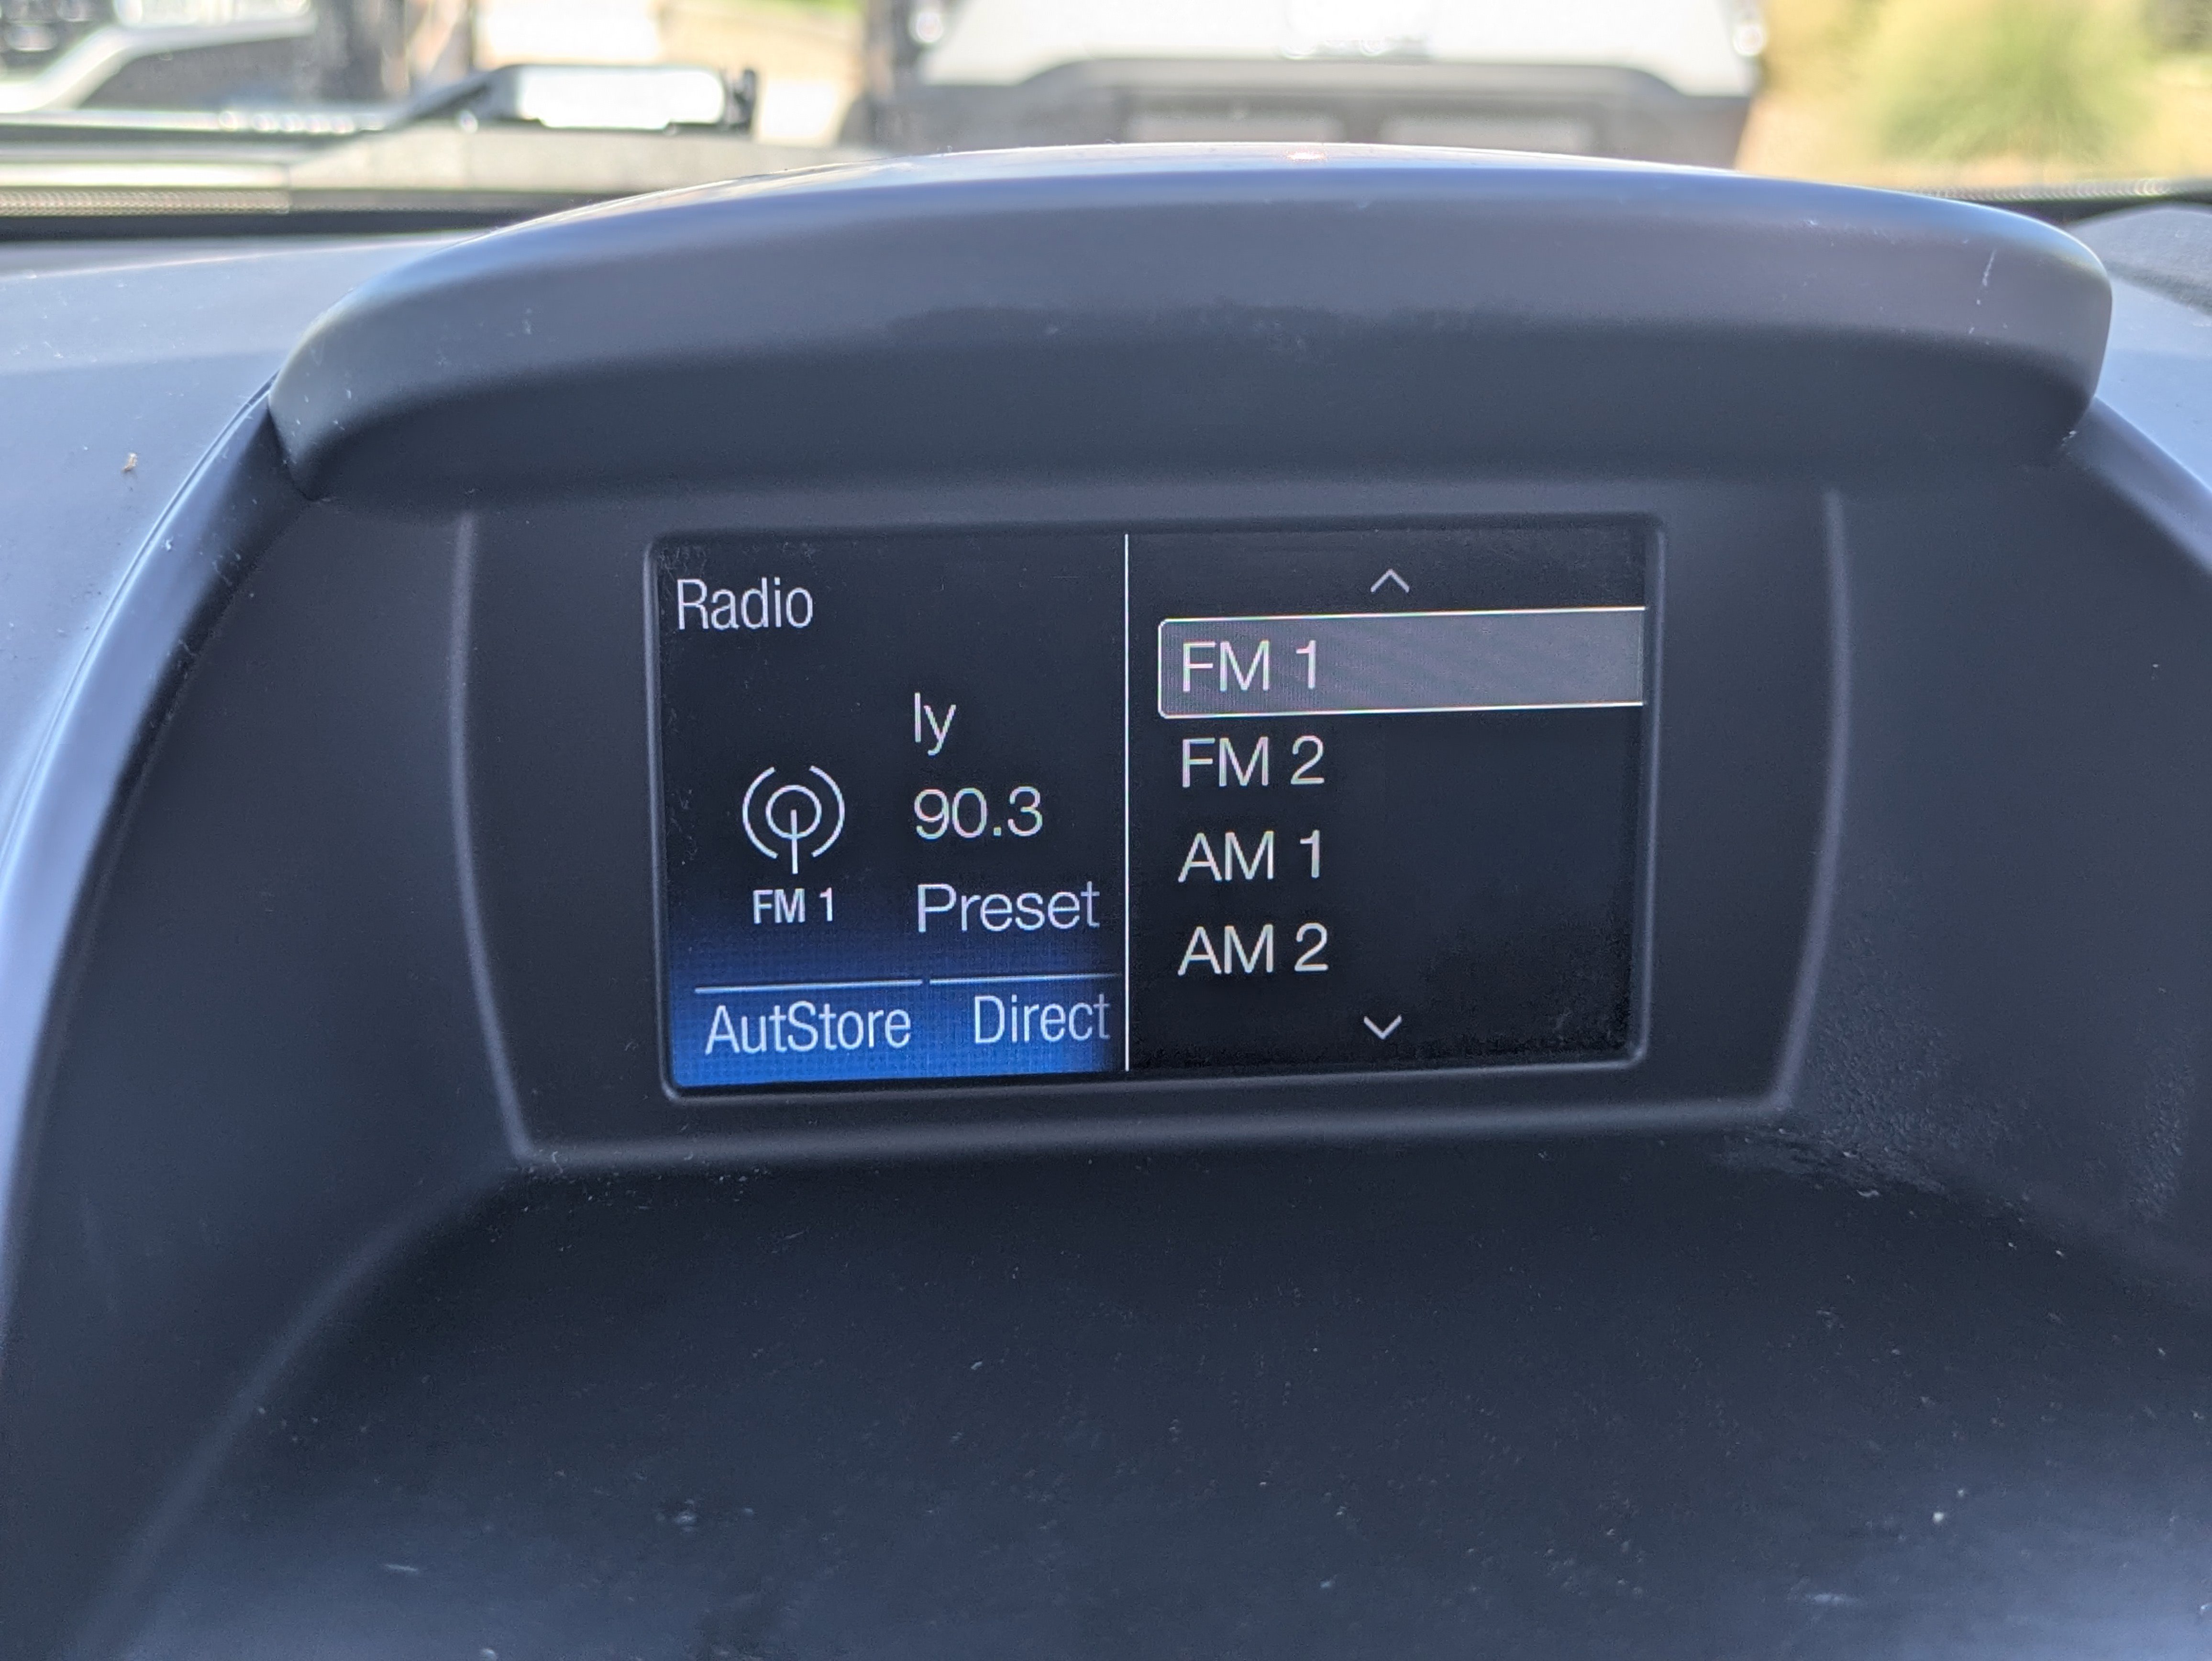 Radio
ly
90.3
FM 1
Preset
AutStore
Direct
FM 1
FM 2
AM 1
AM 2